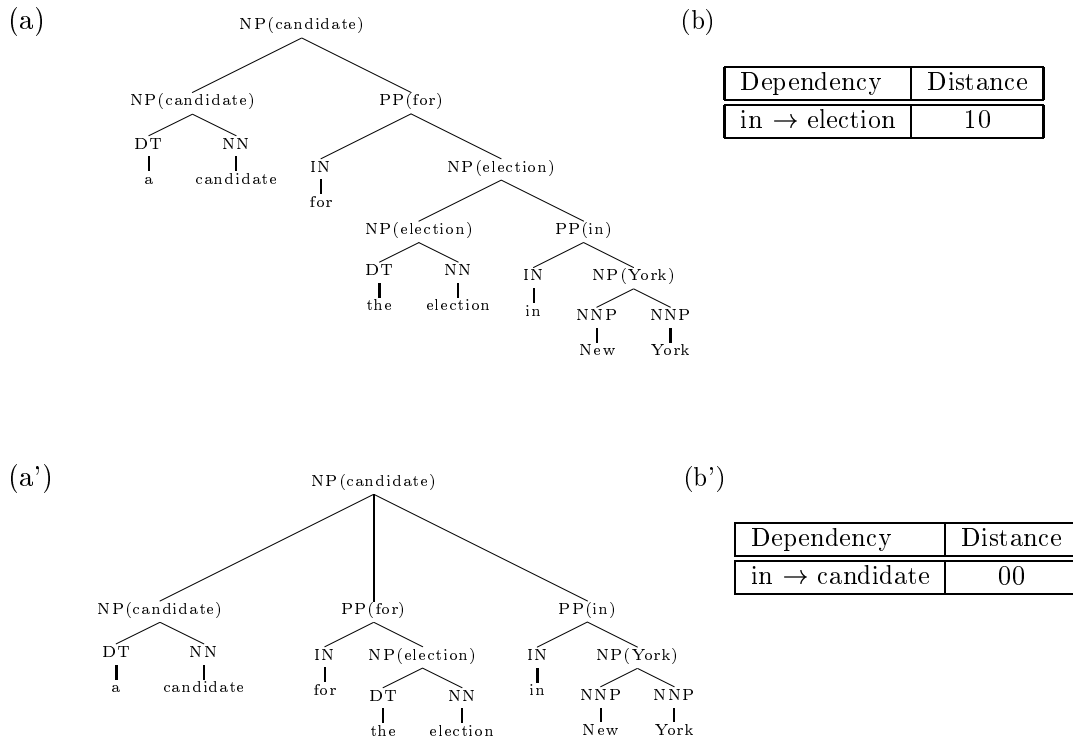 (a)
(b)
NP(candidate)
Dependency Distance
in → election 10
NP(candidate) PP(for)
DT NN IN NP(election)
a candidate for
NP(election) PP(in)
DT NN IN NP(York)
the election in NNP NNP
New York
(a')
(b')
NP(candidate)
Dependency Distance
in → candidate 00
NP(candidate) PP(for) PP(in)
DT NN IN NP(election) IN NP(York)
a candidate for DT NN in NNP NNP
the election New York